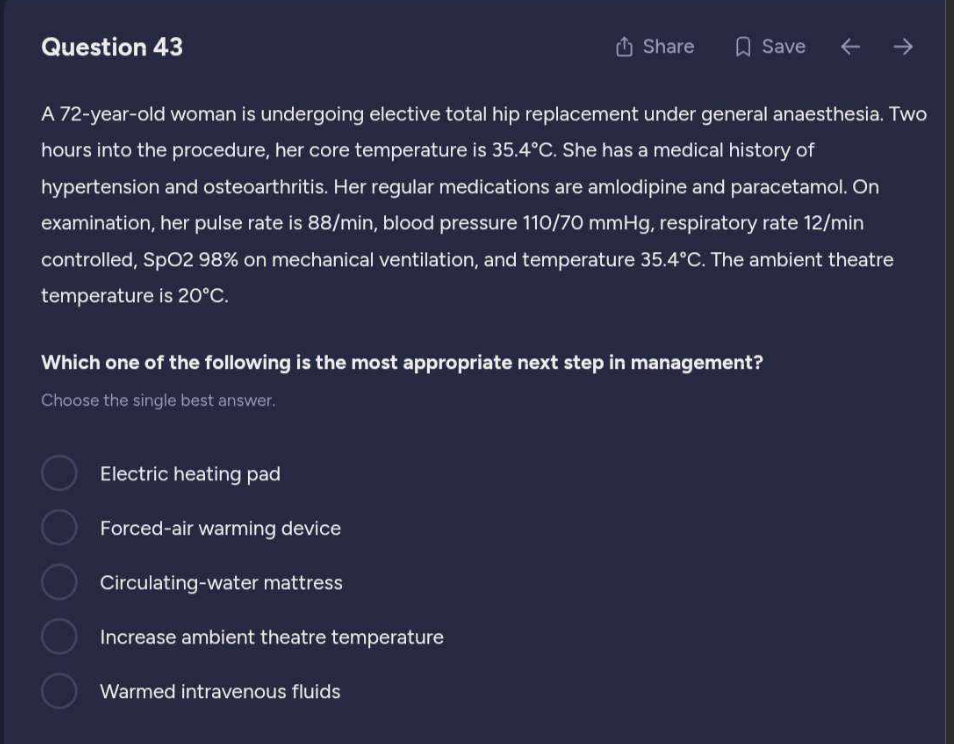 Question 43
Share
Save
A 72-year-old woman is undergoing elective total hip replacement under general anaesthesia. Two
hours into the procedure, her core temperature is 35.4°C. She has a medical history of
hypertension and osteoarthritis. Her regular medications are amlodipine and paracetamol. On
examination, her pulse rate is 88/min, blood pressure 110/70 mmHg, respiratory rate 12/min
controlled, SpO2 98% on mechanical ventilation, and temperature 35.4°C. The ambient theatre
temperature is 20°C.
Which one of the following is the most appropriate next step in management?
Choose the single best answer.
Electric heating pad
Forced-air warming device
Circulating-water mattress
Increase ambient theatre temperature
Warmed intravenous fluids